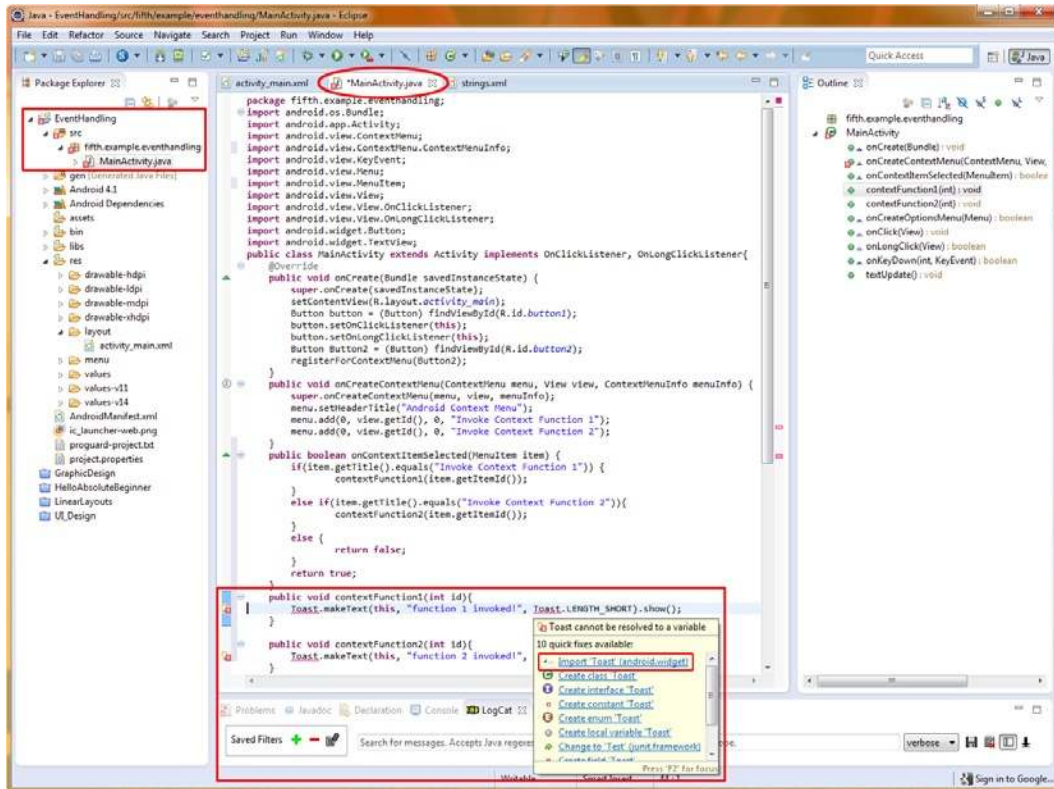 Java - EventHandling/src/fifth/example/eventhandling/MainActivity.java - Eclipse
File Edit Refactor Source Navigate Search Project Run Window Help
Quick Access
Java
Package Explorer
EventHandling
src
fifth.example.eventhandling
MainActivity.java
gen [Generated Java Files]
Android 4.1
Android Dependencies
assets
bin
libs
res
drawable-hdpi
drawable-ldpi
drawable-mdpi
drawable-xhdpi
layout
activity_main.xml
menu
values
values-v11
values-v14
AndroidManifest.xml
ic_launcher-web.png
proguard-project.txt
project.properties
GraphicDesign
HelloAbsoluteBeginner
LinearLayouts
UI_Design
activity_main.xml
*MainActivity.java
strings.xml
package fifth.example.eventhandling;
import android.os.Bundle;
import android.app.Activity;
import android.view.ContextMenu;
import android.view.ContextMenu.ContextMenuInfo;
import android.view.KeyEvent;
import android.view.Menu;
import android.view.MenuItem;
import android.view.View;
import android.view.View.OnClickListener;
import android.view.View.OnLongClickListener;
import android.widget.Button;
import android.widget.TextView;
public class MainActivity extends Activity implements OnClickListener, OnLongClickListener{
@Override
public void onCreate(Bundle savedInstanceState) {
super.onCreate(savedInstanceState);
setContentView(R.layout.activity_main);
Button button = (Button) findViewById(R.id.button1);
button.setOnClickListener(this);
button.setOnLongClickListener(this);
Button Button2 = (Button) findViewById(R.id.button2);
registerForContextMenu(Button2);
}
public void onCreateContextMenu(ContextMenu menu, View view, ContextMenuInfo menuInfo) {
super.onCreateContextMenu(menu, view, menuInfo);
menu.setHeaderTitle("Android Context Menu");
menu.add(0, view.getId(), 0, "Invoke Context Function 1");
menu.add(0, view.getId(), 0, "Invoke Context Function 2");
}
public boolean onContextItemSelected(MenuItem item) {
if(item.getTitle().equals("Invoke Context Function 1")) {
contextFunction1(item.getItemId());
}
else if(item.getTitle().equals("Invoke Context Function 2")){
contextFunction2(item.getItemId());
}
else {
return false;
}
return true;
}
public void contextFunction1(int id){
Toast.makeText(this, "function 1 invoked!", Toast.LENGTH_SHORT).show();
}
public void contextFunction2(int id){
Toast.makeText(this, "function 2 invoked!",
}
Toast cannot be resolved to a variable
10 quick fixes available:
Import 'Toast' (android.widget)
Create class 'Toast'
Create interface 'Toast'
Create constant 'Toast'
Create enum 'Toast'
Create local variable 'Toast'
Change to 'Test' (junit.framework)
Create field 'Toast'
Press 'F2' for focus
Outline
fifth.example.eventhandling
MainActivity
onCreate(Bundle) : void
onCreateContextMenu(ContextMenu, View,
onContextItemSelected(MenuItem) : boolea
contextFunction1(int) : void
contextFunction2(int) : void
onCreateOptionsMenu(Menu) : boolean
onClick(View) : void
onLongClick(View) : boolean
onKeyDown(int, KeyEvent) : boolean
textUpdate() : void
Problems Javadoc Declaration Console LogCat
Saved Filters
Search for messages. Accepts Java regexes
verbose
Writable Smart Insert
Sign in to Google...